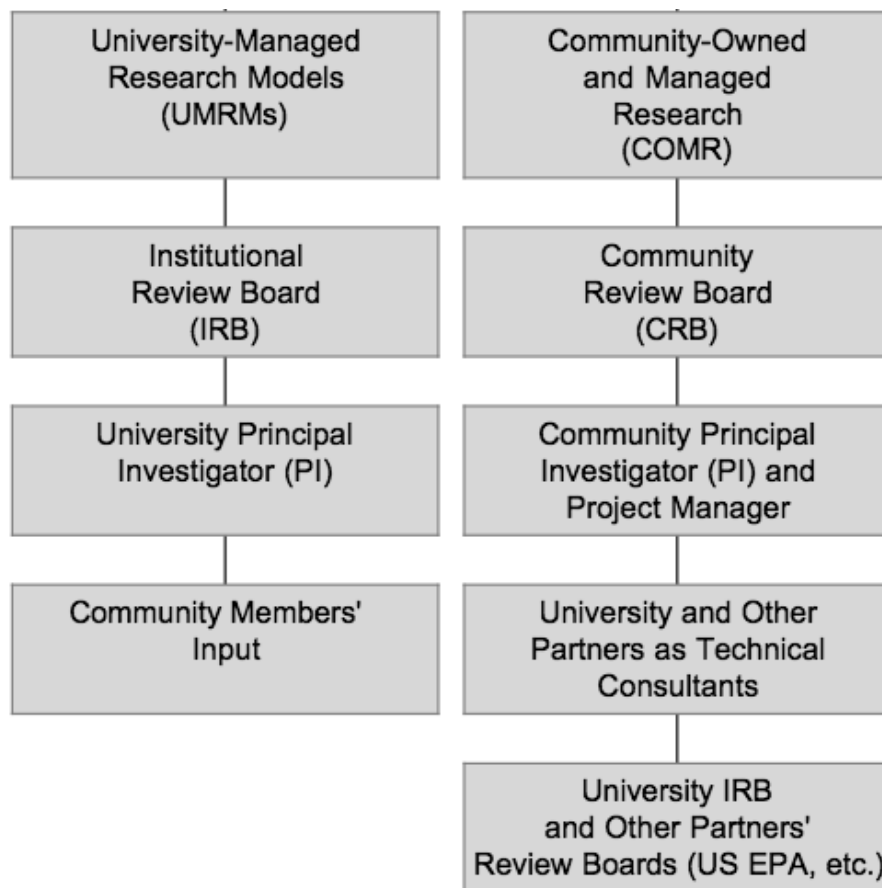 University-Managed
Research Models
(UMRMs)
Institutional
Review Board
(IRB)
University Principal
Investigator (PI)
Community Members'
Input
Community-Owned
and Managed
Research
(COMR)
Community
Review Board
(CRB)
Community Principal
Investigator (PI) and
Project Manager
University and Other
Partners as Technical
Consultants
University IRB
and Other Partners'
Review Boards (US EPA, etc.)